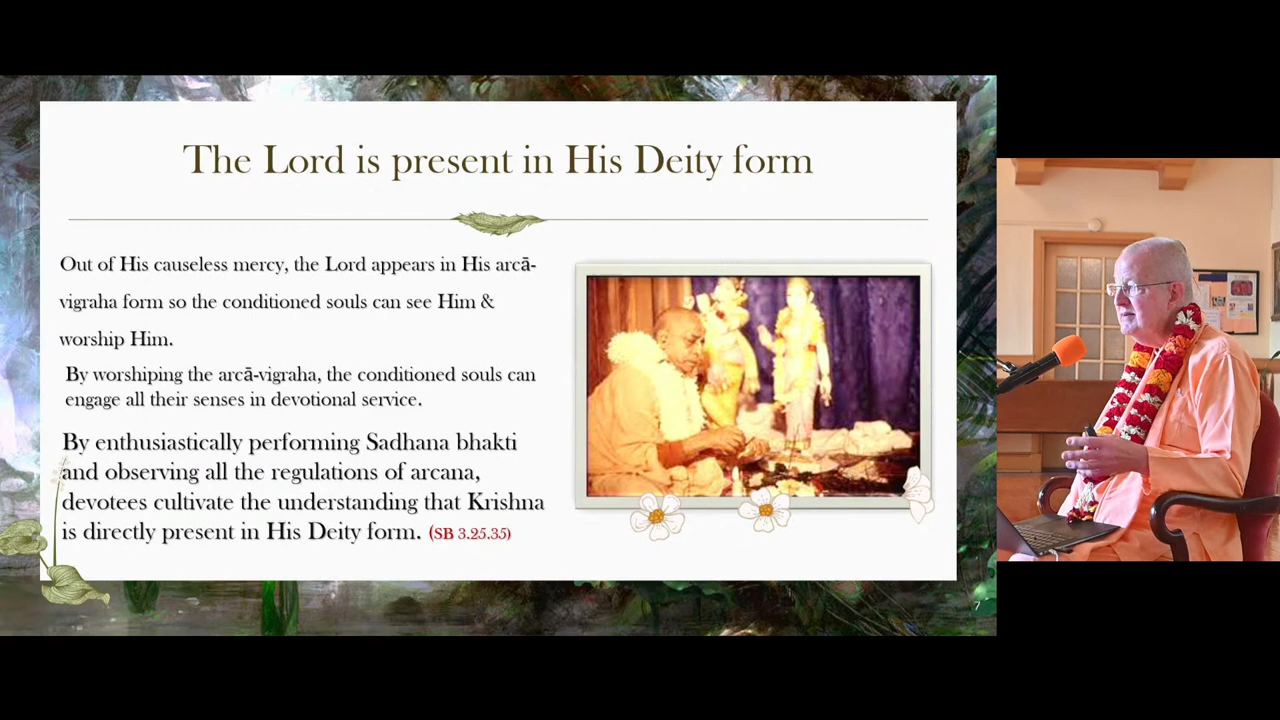 The Lord is present in His Deity form
Out of His causeless mercy, the Lord appears in His arcā-
vigraha form so the conditioned souls can see Him &
worship Him.
By worshiping the arcā-vigraha, the conditioned souls can
engage all their senses in devotional service.
By enthusiastically performing Sadhana bhakti
and observing all the regulations of arcana,
devotees cultivate the understanding that Krishna
is directly present in His Deity form. (SB 3.25.35)
7